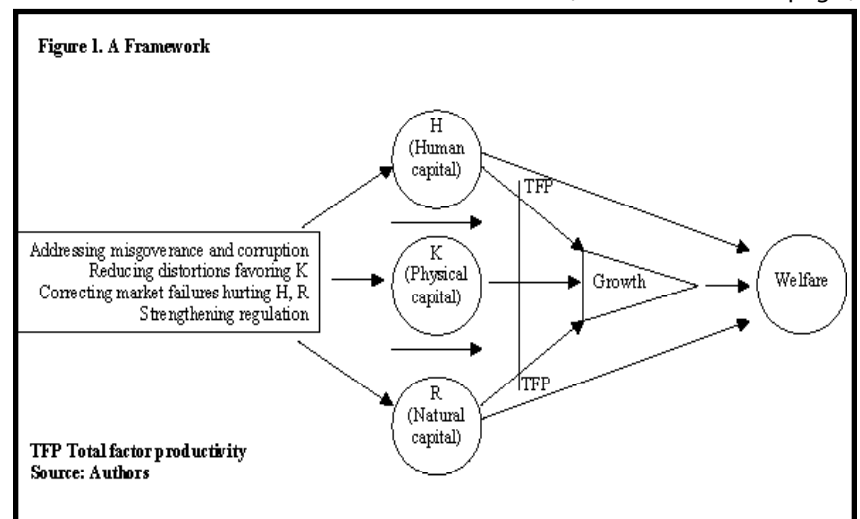 Figure 1. A Framework
H
(Human
capital)
TFP
Addressing misgoverance and corruption
Reducing distortions favoring K
Correcting market failures hurting H, R
Strengthening regulation
K
(Physical
capital)
Growth
Welfare
TFP
R
(Natural
capital)
TFP Total factor productivity
Source: Authors